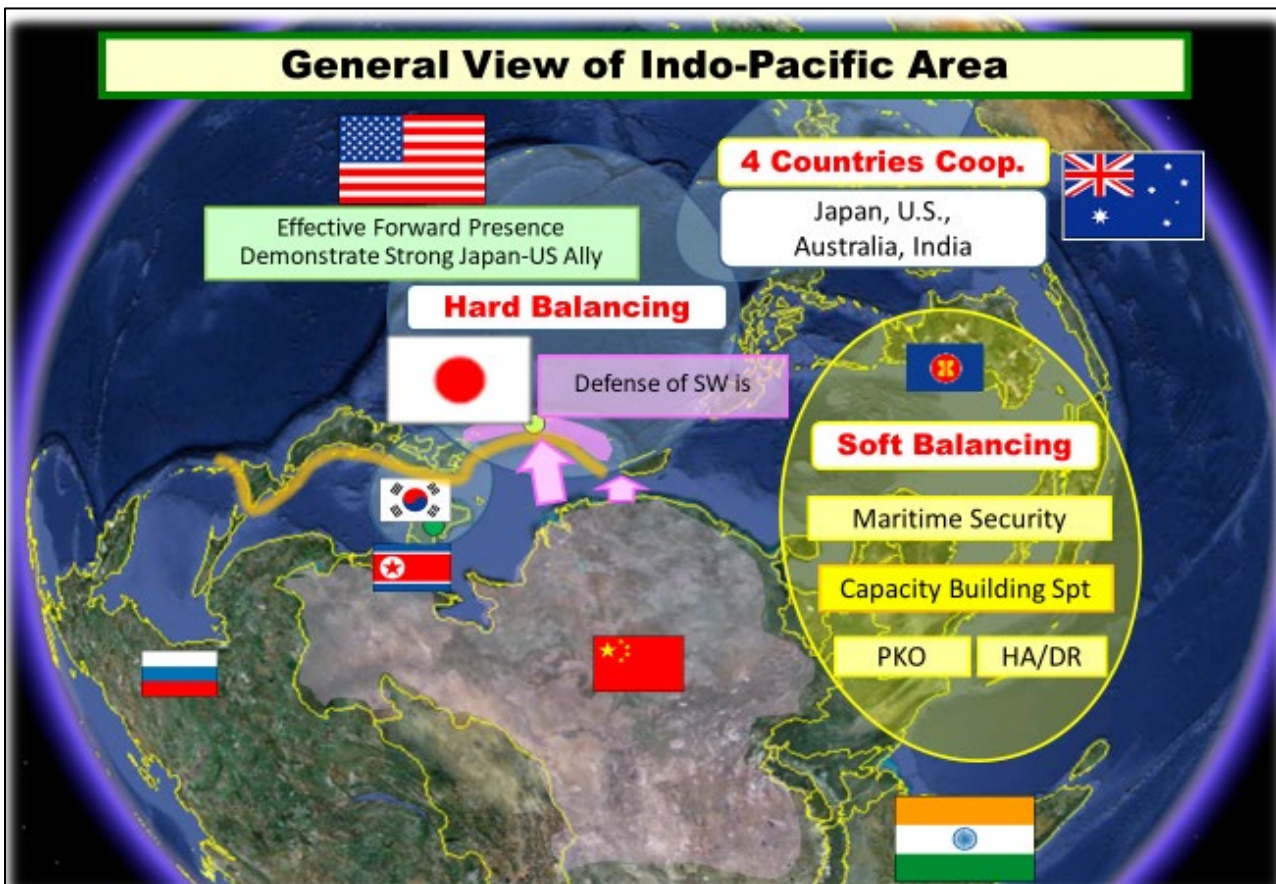 General View of Indo-Pacific Area
4 Countries Coop.
Japan, U.S.,
Australia, India
Effective Forward Presence
Demonstrate Strong Japan-US Ally
Hard Balancing
Defense of SW is
Soft Balancing
Maritime Security
Capacity Building Spt
PKO
HA/DR